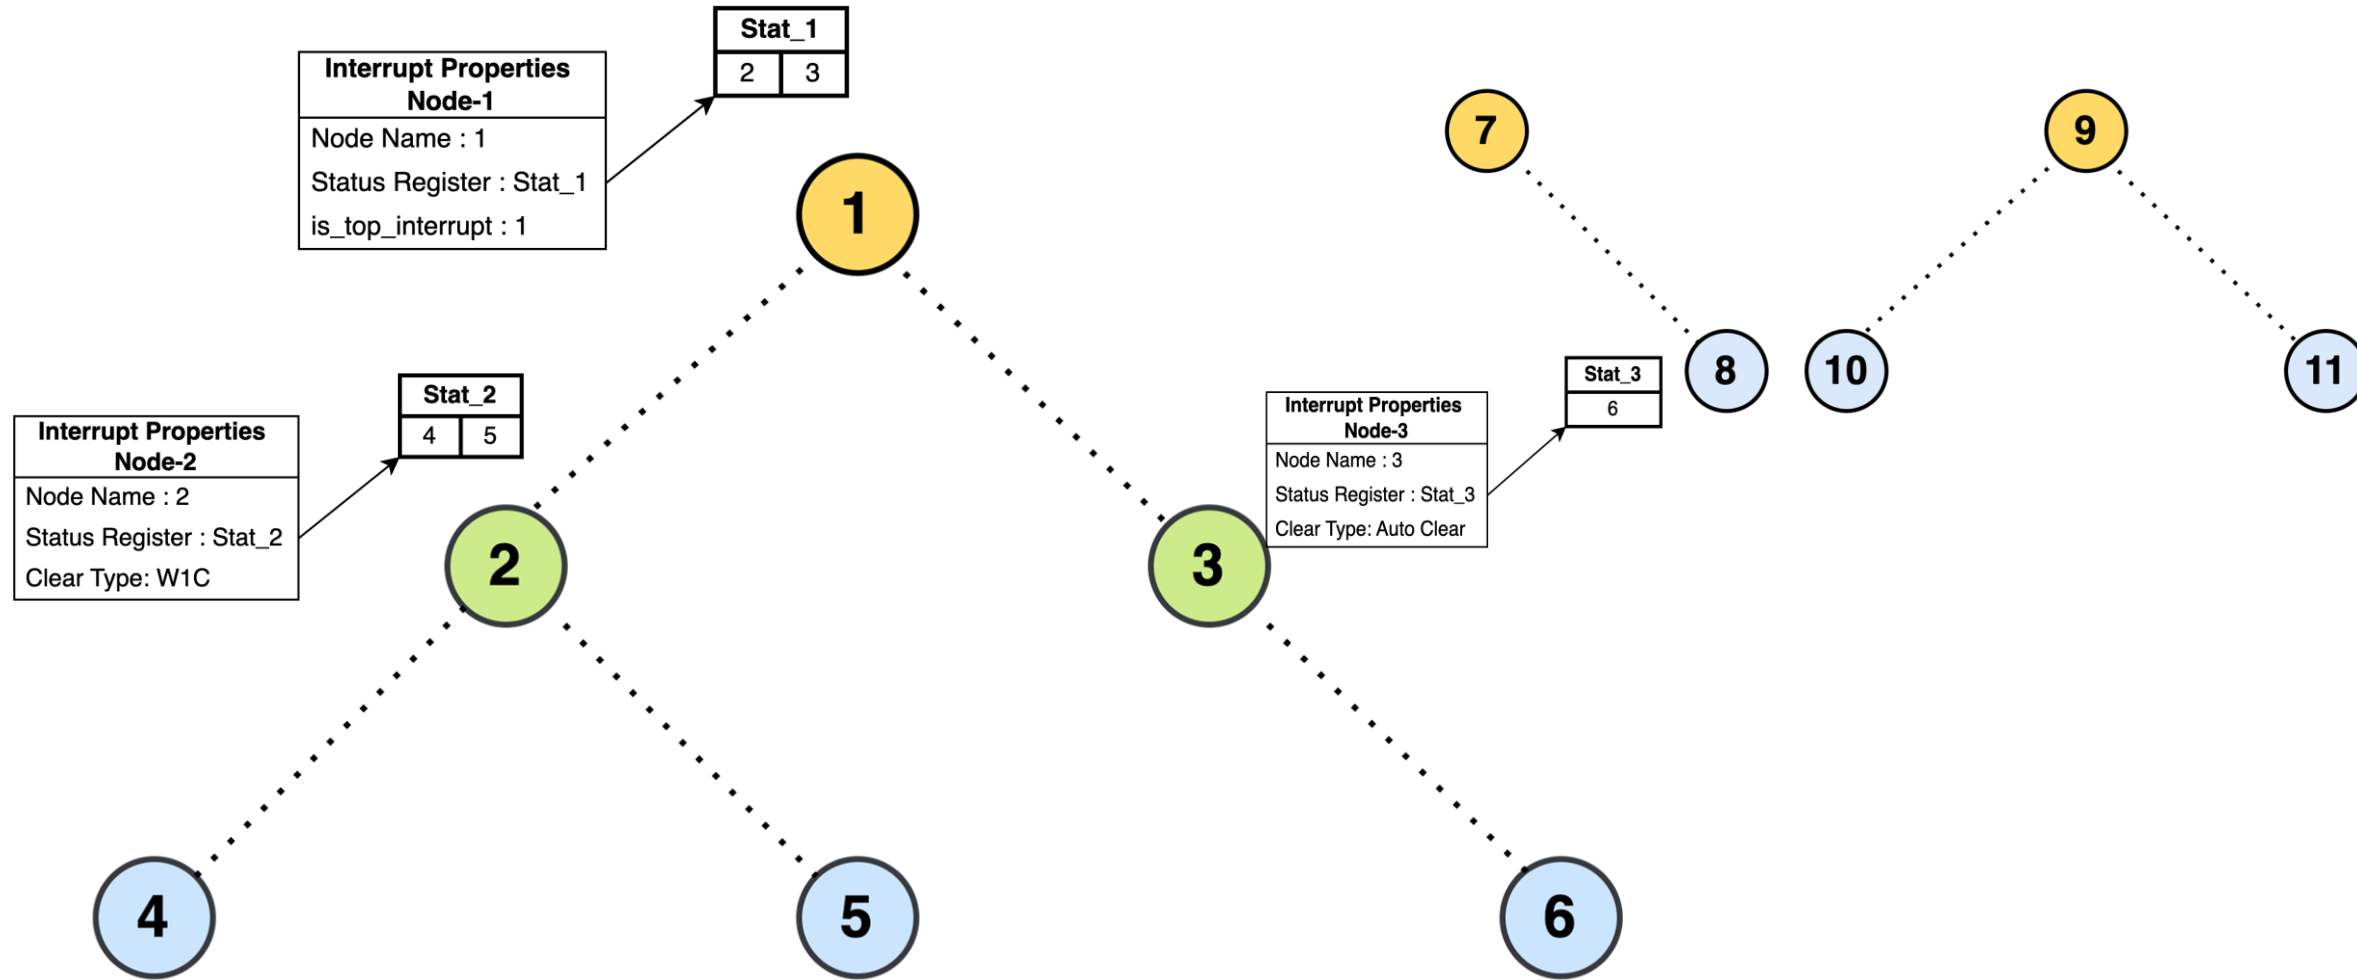 Stat_1
2 3
Interrupt Properties
Node-1
Node Name : 1
Status Register : Stat_1
is_top_interrupt : 1
1
7
9
8
10
11
Stat_2
4 5
Interrupt Properties
Node-2
Node Name : 2
Status Register : Stat_2
Clear Type: W1C
2
Stat_3
6
Interrupt Properties
Node-3
Node Name : 3
Status Register : Stat_3
Clear Type: Auto Clear
3
4
5
6